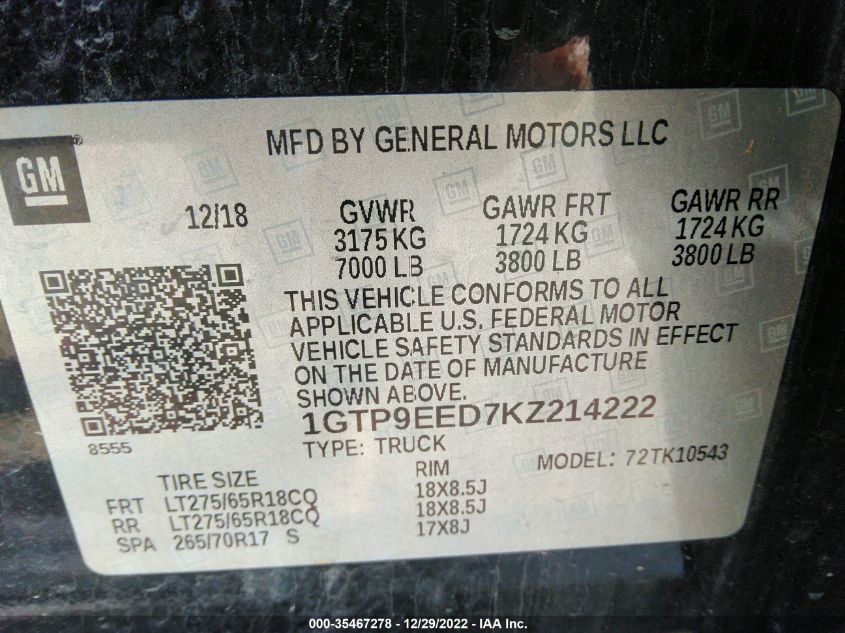 MFD BY GENERAL MOTORS LLC
GM
12/18
GVWR
3175 KG
7000 LB
GAWR FRT
1724 KG
3800 LB
GAWR RR
1724 KG
3800 LB
THIS VEHICLE CONFORMS TO ALL
APPLICABLE U.S. FEDERAL MOTOR
VEHICLE SAFETY STANDARDS IN EFFECT
ON THE DATE OF MANUFACTURE
SHOWN ABOVE.
1GTP9EED7KZ214222
8555
TYPE: TRUCK
MODEL: 72TK10543
TIRE SIZE RIM
FRT LT275/65R18CQ 18X8.5J
RR LT275/65R18CQ 18X8.5J
SPA 265/70R17 S 17X8J
000-35467278 - 12/29/2022 - IAA Inc.